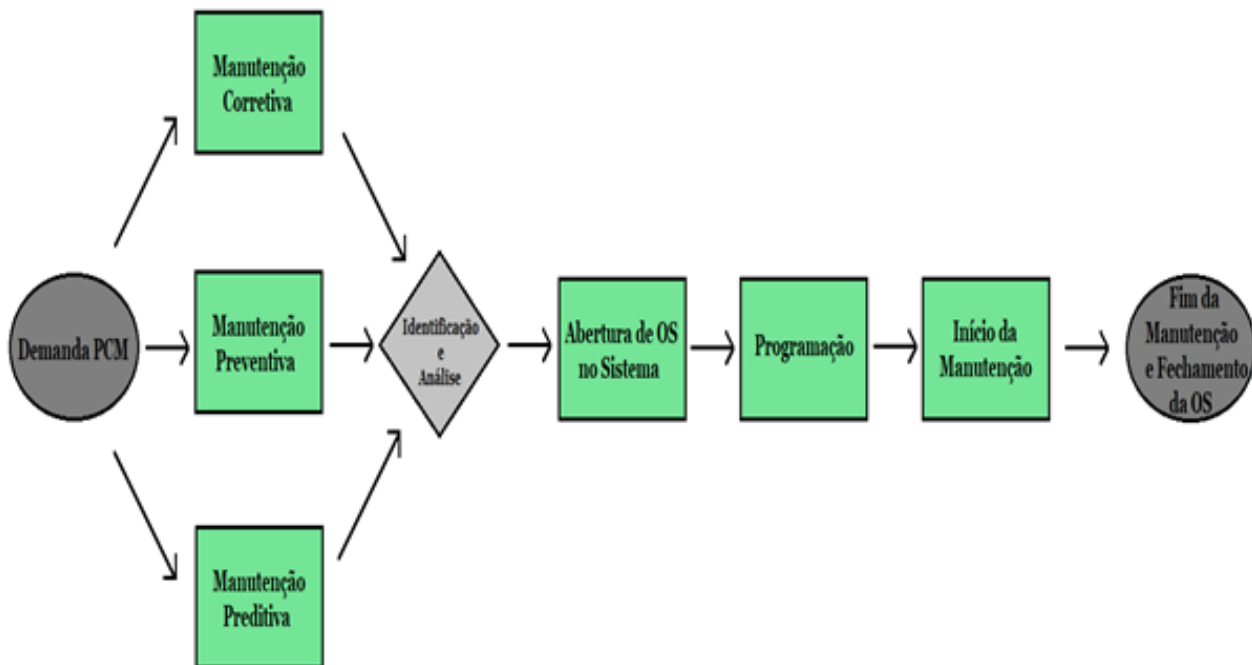 Manutenção
Corretiva
Demanda PCM
Manutenção
Preventiva
Manutenção
Preditiva
Identificação
e
Análise
Abertura de OS
no Sistema
Programação
Início da
Manutenção
Fim da
Manutenção
e Fechamento
da OS